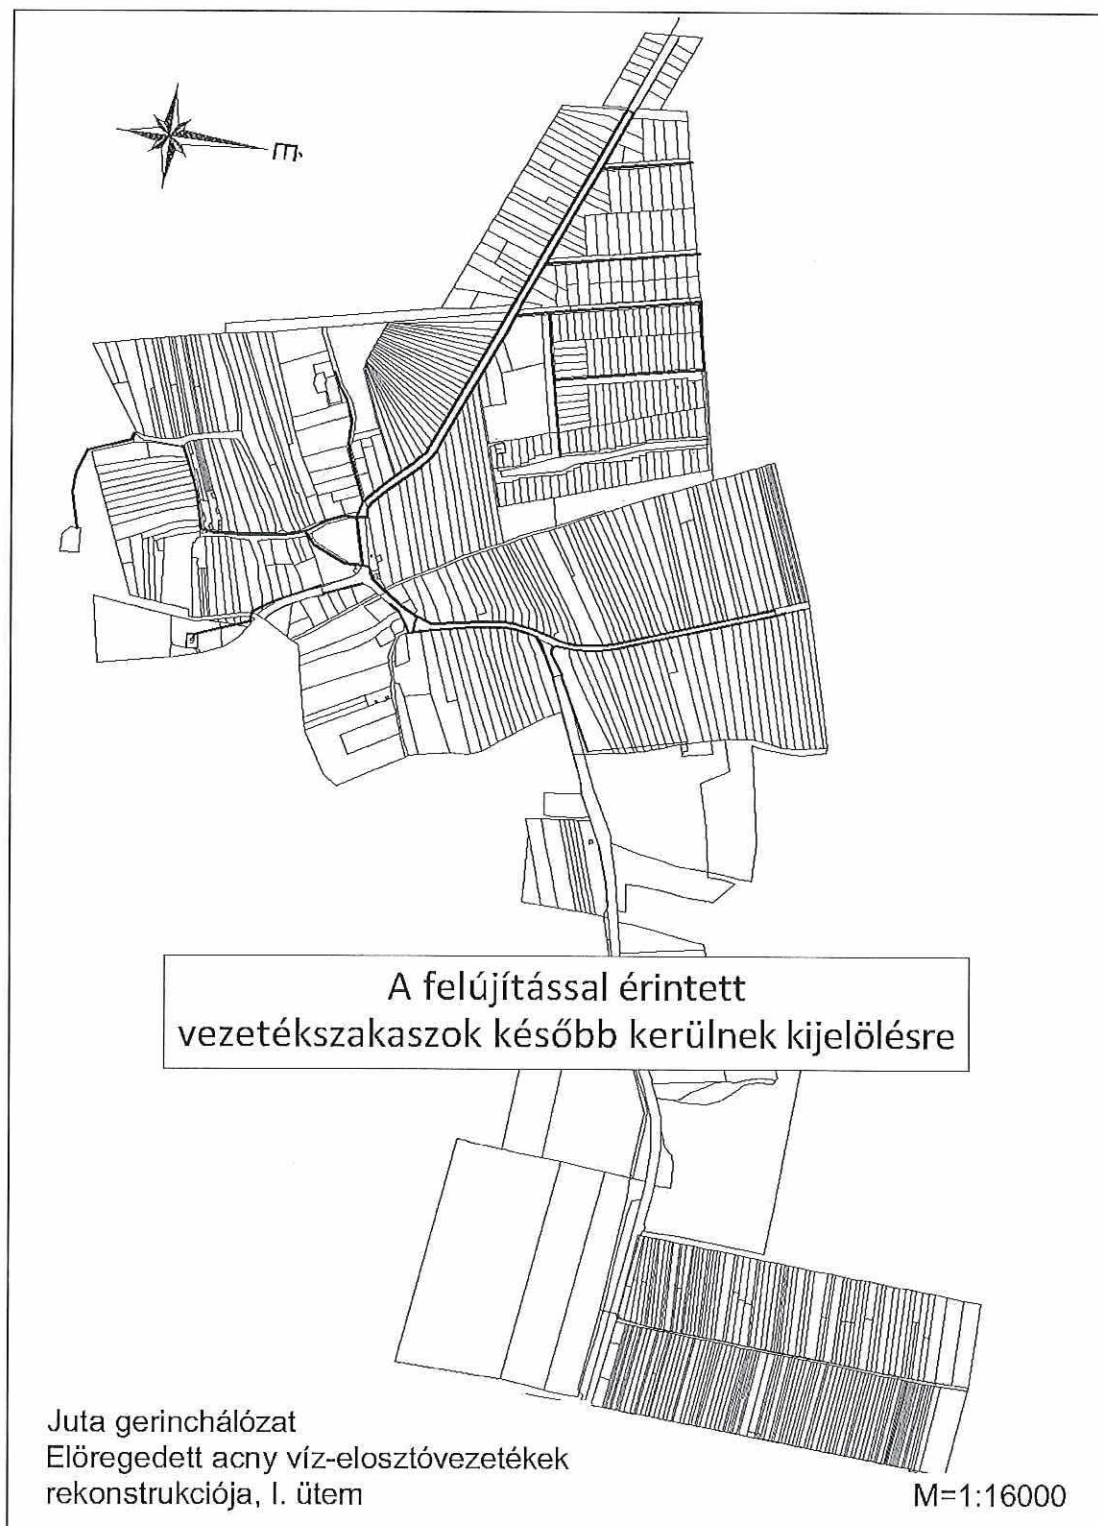 É
A felújítással érintett
vezetékszakaszok később kerülnek kijelölésre
Juta gerinchálózat
Elöregedett acny víz-elosztóvezetékek
rekonstrukciója, I. ütem
M=1:16000